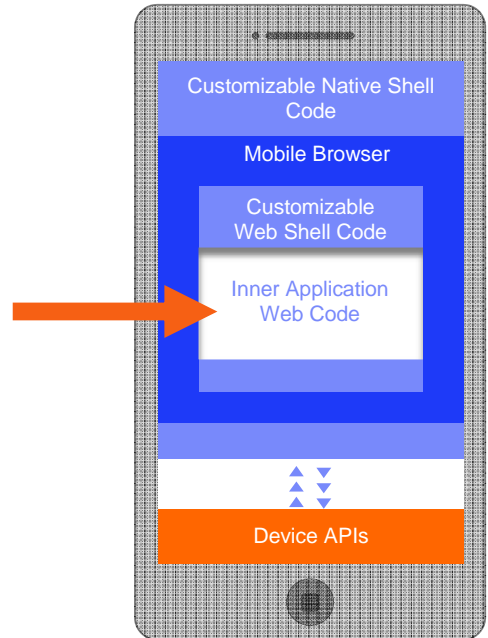 Customizable Native Shell
Code
Mobile Browser
Customizable
Web Shell Code
Inner Application
Web Code
Device APIs